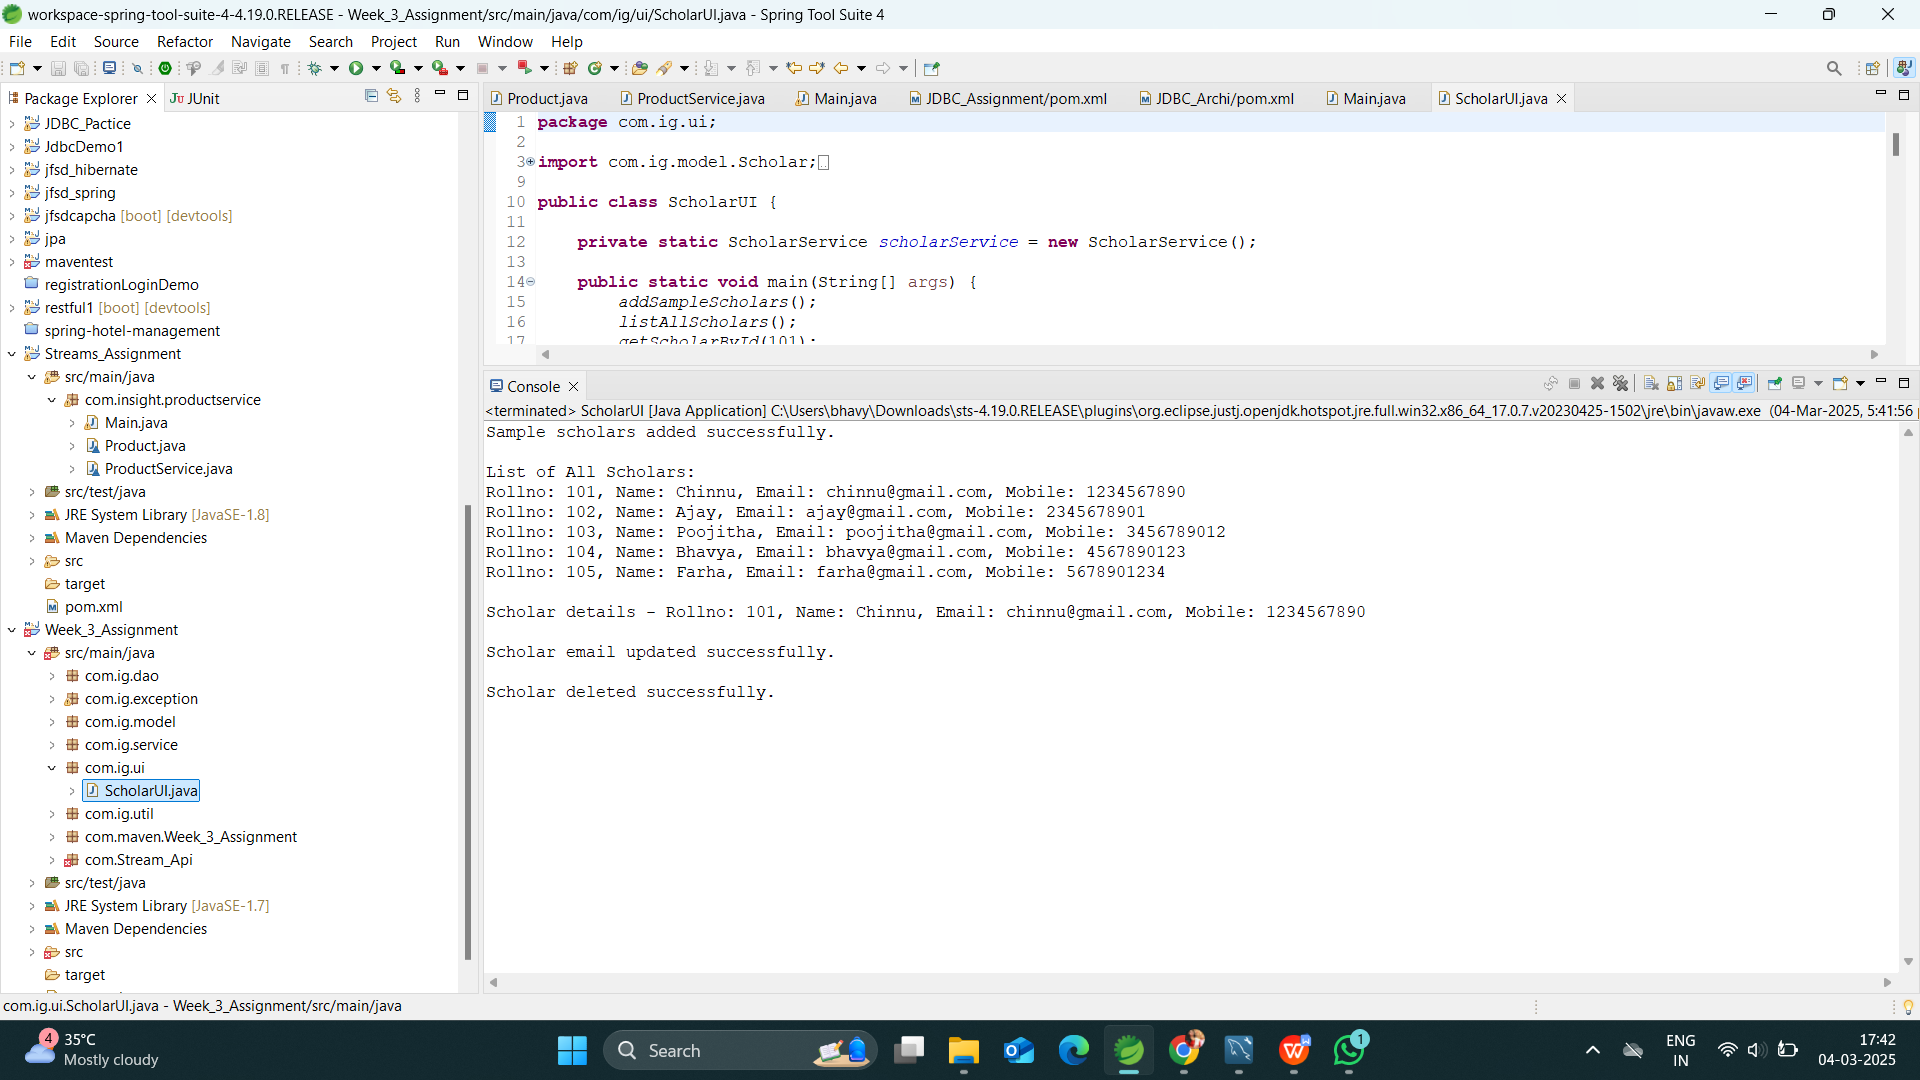 workspace-spring-tool-suite-4-4.19.0.RELEASE - Week_3_Assignment/src/main/java/com/ig/ui/ScholarUI.java - Spring Tool Suite 4
File Edit Source Refactor Navigate Search Project Run Window Help
Package Explorer
JUnit
JDBC_Pactice
JdbcDemo1
jfsd_hibernate
jfsd_spring
jfsdcapcha [boot] [devtools]
jpa
maventest
registrationLoginDemo
restful1 [boot] [devtools]
spring-hotel-management
Streams_Assignment
src/main/java
com.insight.productservice
Main.java
Product.java
ProductService.java
src/test/java
JRE System Library [JavaSE-1.8]
Maven Dependencies
src
target
pom.xml
Week_3_Assignment
src/main/java
com.ig.dao
com.ig.exception
com.ig.model
com.ig.service
com.ig.ui
ScholarUI.java
com.ig.util
com.maven.Week_3_Assignment
com.Stream_Api
src/test/java
JRE System Library [JavaSE-1.7]
Maven Dependencies
src
target
Product.java ProductService.java Main.java JDBC_Assignment/pom.xml JDBC_Archi/pom.xml Main.java ScholarUI.java
1 package com.ig.ui;
2
3 import com.ig.model.Scholar;
9
10 public class ScholarUI {
11
12 private static ScholarService scholarService = new ScholarService();
13
14 public static void main(String[] args) {
15 addSampleScholars();
16 listAllScholars();
17 getScholarById(101);
Console
<terminated> ScholarUI [Java Application] C:\Users\bhavy\Downloads\sts-4.19.0.RELEASE\plugins\org.eclipse.justj.openjdk.hotspot.jre.full.win32.x86_64_17.0.7.v20230425-1502\jre\bin\javaw.exe (04-Mar-2025, 5:41:56
Sample scholars added successfully.
List of All Scholars:
Rollno: 101, Name: Chinnu, Email: chinnu@gmail.com, Mobile: 1234567890
Rollno: 102, Name: Ajay, Email: ajay@gmail.com, Mobile: 2345678901
Rollno: 103, Name: Poojitha, Email: poojitha@gmail.com, Mobile: 3456789012
Rollno: 104, Name: Bhavya, Email: bhavya@gmail.com, Mobile: 4567890123
Rollno: 105, Name: Farha, Email: farha@gmail.com, Mobile: 5678901234
Scholar details - Rollno: 101, Name: Chinnu, Email: chinnu@gmail.com, Mobile: 1234567890
Scholar email updated successfully.
Scholar deleted successfully.
com.ig.ui.ScholarUI.java - Week_3_Assignment/src/main/java
4
35°C
Mostly cloudy
Search
1
ENG
IN
17:42
04-03-2025